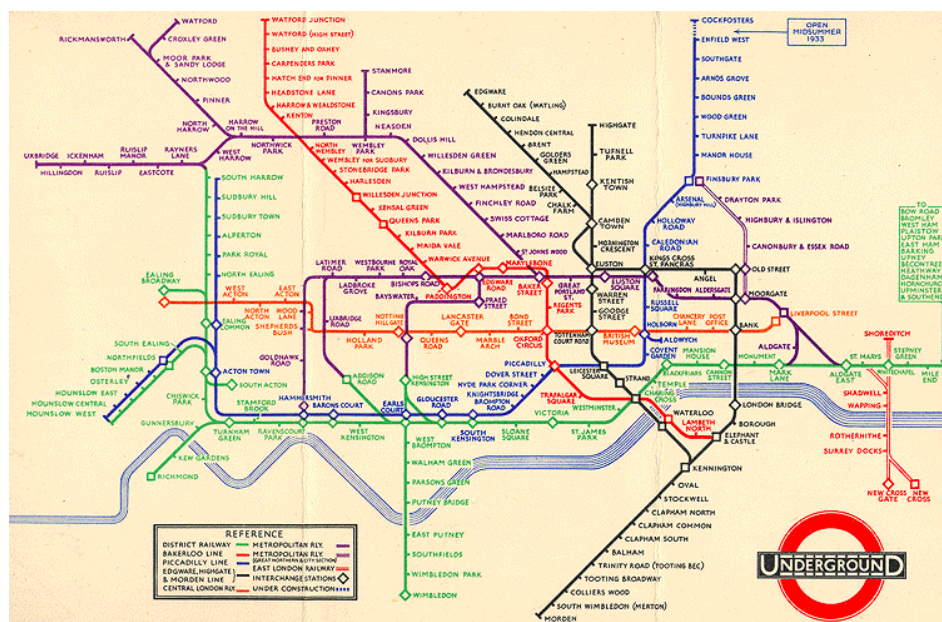 WATFORD
CROXLEY GREEN
RICKMANSWORTH
MOOR PARK
& SANDY LODGE
NORTHWOOD
PINNER
NORTH
HARROW
HARROW
ON THE HILL
WATFORD JUNCTION
WATFORD (HIGH STREET)
BUSHEY AND OXHEY
CARPENDERS PARK
HATCH END FOR PINNER
HEADSTONE LANE
HARROW & WEALDSTONE
KENTON
PRESTON
ROAD
NORTHWICK
PARK
WEMBLEY
PARK
STANMORE
CANONS PARK
KINGSBURY
NEASDEN
DOLLIS HILL
WILLESDEN GREEN
KILBURN & BRONDESBURY
WEST HAMPSTEAD
FINCHLEY ROAD
SWISS COTTAGE
MARLBORO ROAD
ST JOHNS WOOD
EDGWARE
BURNT OAK (WATLING)
COLINDALE
HENDON CENTRAL
BRENT
GOLDERS
GREEN
HAMPSTEAD
BELSIZE
PARK
CHALK
FARM
HIGHGATE
TUFNELL
PARK
KENTISH
TOWN
CAMDEN
TOWN
MORNINGTON
CRESCENT
EUSTON
COCKFOSTERS
ENFIELD WEST
OPEN
MIDSUMMER
1933
SOUTHGATE
ARNOS GROVE
BOUNDS GREEN
WOOD GREEN
TURNPIKE LANE
MANOR HOUSE
FINSBURY PARK
ARSENAL
(HIGHBURY HILL)
DRAYTON PARK
HOLLOWAY
ROAD
HIGHBURY & ISLINGTON
CALEDONIAN
ROAD
CANONBURY & ESSEX ROAD
KINGS CROSS
ST. PANCRAS
ANGEL
OLD STREET
UXBRIDGE
ICKENHAM
RUISLIP
MANOR
RAYNERS
LANE
WEST
HARROW
HILLINGDON
RUISLIP
EASTCOTE
NORTH
WEMBLEY
WEMBLEY FOR SUDBURY
STONEBRIDGE PARK
HARLESDEN
WILLESDEN JUNCTION
KENSAL GREEN
QUEENS PARK
KILBURN PARK
MAIDA VALE
WARWICK AVENUE
MARYLEBONE
SOUTH HARROW
SUDBURY HILL
SUDBURY TOWN
ALPERTON
PARK ROYAL
NORTH EALING
EALING
BROADWAY
WEST
ACTON
EAST
ACTON
NORTH
ACTON
WOOD
LANE
SHEPHERDS
BUSH
EALING
COMMON
LATIMER
ROAD
WESTBOURNE
PARK
ROYAL
OAK
LADBROKE
GROVE
BISHOPS ROAD
BAYSWATER
PADDINGTON
PRAED
STREET
EDGWARE
ROAD
BAKER
STREET
GREAT
PORTLAND
ST.
REGENTS
PARK
EUSTON
SQUARE
WARREN
STREET
GOODGE
STREET
RUSSELL
SQUARE
FARRINGDON
ALDERSGATE
MOORGATE
LIVERPOOL STREET
UXBRIDGE
ROAD
HOLLAND
PARK
NOTTING
HILL GATE
QUEENS
ROAD
LANCASTER
GATE
MARBLE
ARCH
BOND
STREET
OXFORD
CIRCUS
TOTTENHAM
COURT ROAD
BRITISH
MUSEUM
HOLBORN
CHANCERY
LANE
POST
OFFICE
BANK
ALDWYCH
COVENT
GARDEN
ALDGATE
SHOREDITCH
SOUTH EALING
NORTHFIELDS
BOSTON MANOR
OSTERLEY
HOUNSLOW EAST
HOUNSLOW CENTRAL
HOUNSLOW WEST
ACTON TOWN
SOUTH ACTON
CHISWICK
PARK
GUNNERSBURY
KEW GARDENS
RICHMOND
TURNHAM
GREEN
STAMFORD
BROOK
RAVENSCOURT
PARK
GOLDHAWK
ROAD
HAMMERSMITH
BARONS COURT
WEST
KENSINGTON
ADDISON
ROAD
EARLS
COURT
HIGH STREET
KENSINGTON
GLOUCESTER
ROAD
SOUTH
KENSINGTON
BROMPTON
ROAD
KNIGHTSBRIDGE
HYDE PARK CORNER
DOVER STREET
PICCADILLY
LEICESTER
SQUARE
TRAFALGAR
SQUARE
STRAND
SLOANE
SQUARE
VICTORIA
ST. JAMES
PARK
WESTMINSTER
CHARING
CROSS
TEMPLE
BLACKFRIARS
MANSION
HOUSE
CANNON
STREET
MONUMENT
MARK
LANE
ALDGATE
EAST
ST. MARYS
WHITECHAPEL
STEPNEY
GREEN
MILE
END
SHADWELL
WAPPING
ROTHERHITHE
SURREY DOCKS
NEW CROSS
GATE
NEW
CROSS
WATERLOO
LAMBETH
NORTH
LONDON BRIDGE
BOROUGH
ELEPHANT
& CASTLE
KENNINGTON
OVAL
STOCKWELL
CLAPHAM NORTH
CLAPHAM COMMON
CLAPHAM SOUTH
BALHAM
TRINITY ROAD (TOOTING BEC)
TOOTING BROADWAY
COLLIERS WOOD
SOUTH WIMBLEDON (MERTON)
MORDEN
WEST
BROMPTON
WALHAM GREEN
PARSONS GREEN
PUTNEY BRIDGE
EAST PUTNEY
SOUTHFIELDS
WIMBLEDON PARK
WIMBLEDON
TO
BOW ROAD
BROMLEY
WEST HAM
PLAISTOW
UPTON PAR
EAST HAM
BARKING
UPNEY
BECONTREE
HEATHWAY
DAGENHAM
HORNCHURC
UPMINSTER
& SOUTHEN
REFERENCE
DISTRICT RAILWAY
BAKERLOO LINE
PICCADILLY LINE
EDGWARE, HIGHGATE
& MORDEN LINE
CENTRAL LONDON RLY.
METROPOLITAN RLY.
METROPOLITAN RLY.
(GREAT NORTHERN & CITY SECTION)
EAST LONDON RAILWAY
INTERCHANGE STATIONS
UNDER CONSTRUCTION
UNDERGROUND